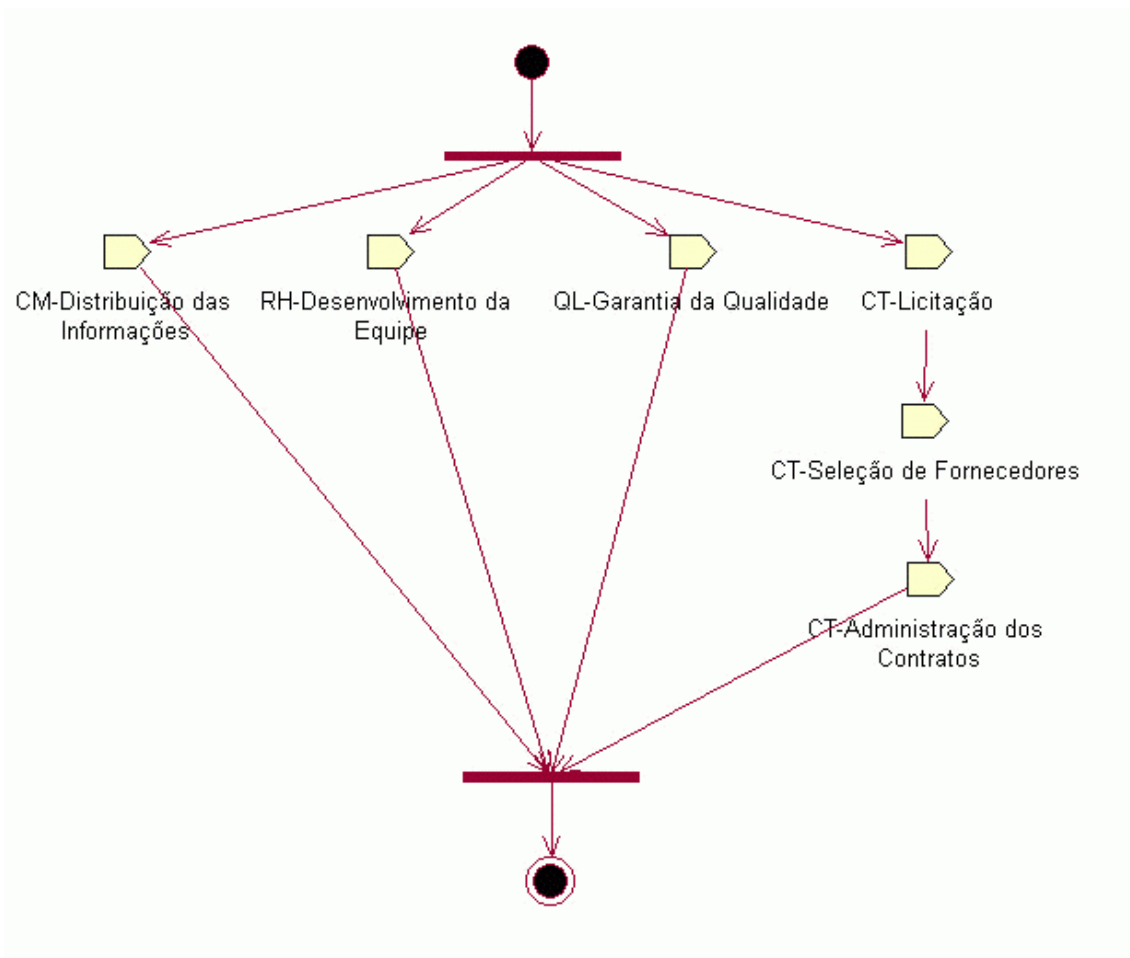 CM-Distribuição das
Informações
RH-Desenvolvimento da
Equipe
QL-Garantia da Qualidade
CT-Licitação
CT-Seleção de Fornecedores
CT-Administração dos
Contratos